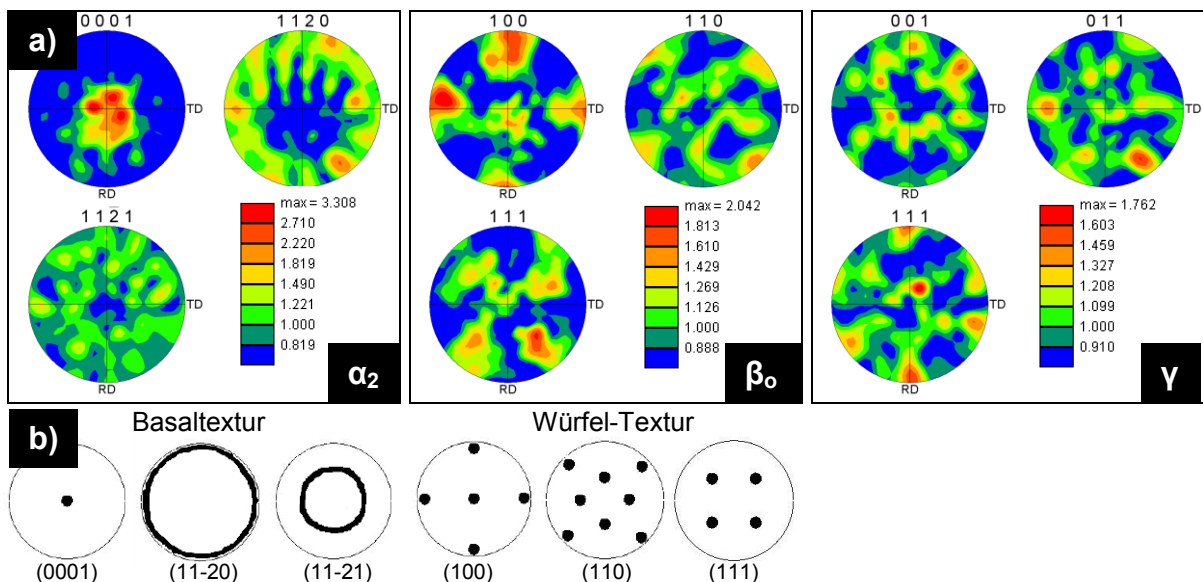 a)
0 0 0 1
1 1 2 0
TD
TD
RD
max = 3.308
2.710
2.220
1.819
1.490
1.221
1.000
0.819
1 1 2̄ 1
TD
RD
α₂
1 0 0
1 1 0
TD
TD
RD
max = 2.042
1.813
1.610
1.429
1.269
1.126
1.000
0.888
1 1 1
TD
RD
βₒ
0 0 1
0 1 1
TD
TD
RD
max = 1.762
1.603
1.459
1.327
1.208
1.099
1.000
0.910
1 1 1
TD
RD
γ
b)
Basaltextur
Würfel-Textur
(0001) (11-20) (11-21) (100) (110) (111)